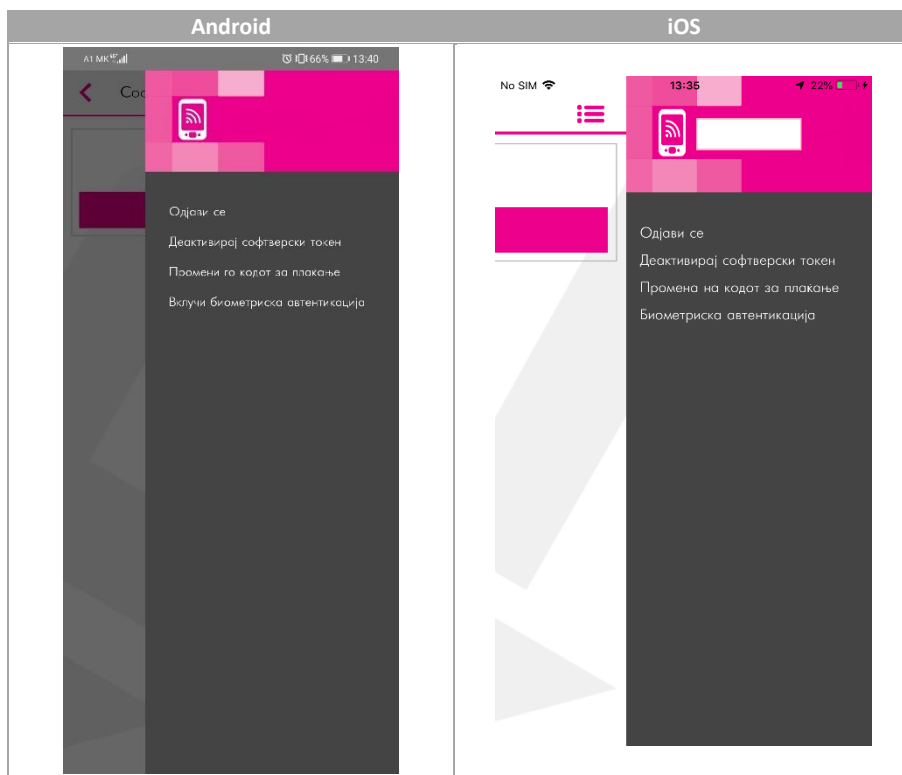 Android
iOS
A1 MK 66% 13:40
Соо
Одјави се
Деактивирај софтверски токен
Промени го кодот за плаќање
Вклучи биометриска автентикација
No SIM 13:35 22%
Одјави се
Деактивирај софтверски токен
Промена на кодот за плаќање
Биометриска автентикација